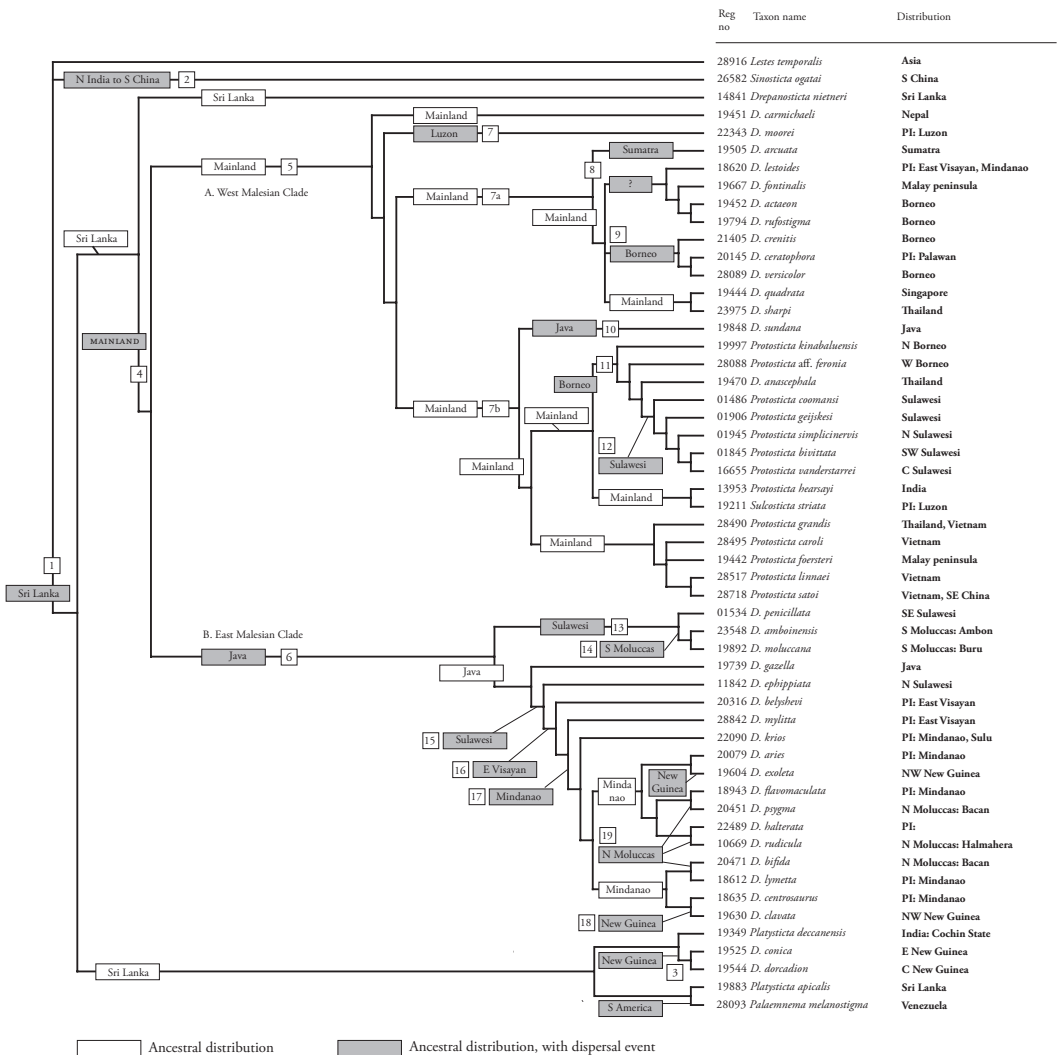 Reg no Taxon name Distribution
28916 Lestes temporalis Asia
N India to S China 2 26582 Sinosticta ogatai S China
Sri Lanka 14841 Drepanosticta nietneri Sri Lanka
Mainland 19451 D. carmichaeli Nepal
Luzon 7 22343 D. moorei PI: Luzon
Sumatra 19505 D. arcuata Sumatra
Mainland 5 8 18620 D. lestoides PI: East Visayan, Mindanao
A. West Malesian Clade ? 19667 D. fontinalis Malay peninsula
Mainland 7a 19452 D. actaeon Borneo
Mainland 19794 D. rufostigma Borneo
Sri Lanka 9 21405 D. crenitis Borneo
Borneo 20145 D. ceratophora PI: Palawan
28089 D. versicolor Borneo
19444 D. quadrata Singapore
Mainland 23975 D. sharpi Thailand
Java 10 19848 D. sundana Java
MAINLAND 19997 Protosticta kinabaluensis N Borneo
11 28088 Protosticta aff. feronia W Borneo
4 Borneo 19470 D. anascephala Thailand
01486 Protosticta coomansi Sulawesi
Mainland 7b Mainland 01906 Protosticta geijskesi Sulawesi
01945 Protosticta simplicinervis N Sulawesi
12 01845 Protosticta bivittata SW Sulawesi
Mainland Sulawesi 16655 Protosticta vanderstarrei C Sulawesi
13953 Protosticta hearsayi India
Mainland 19211 Sulcosticta striata PI: Luzon
28490 Protosticta grandis Thailand, Vietnam
Mainland 28495 Protosticta caroli Vietnam
1 19442 Protosticta foersteri Malay peninsula
28517 Protosticta linnaei Vietnam
Sri Lanka 28718 Protosticta satoi Vietnam, SE China
01534 D. penicillata SE Sulawesi
B. East Malesian Clade Sulawesi 13 23548 D. amboinensis S Moluccas: Ambon
Java 6 14 S Moluccas 19892 D. moluccana S Moluccas: Buru
Java 19739 D. gazella Java
11842 D. ephippiata N Sulawesi
20316 D. belyshevi PI: East Visayan
28842 D. mylitta PI: East Visayan
15 Sulawesi 22090 D. krios PI: Mindanao, Sulu
20079 D. aries PI: Mindanao
16 E Visayan New Guinea 19604 D. exoleta NW New Guinea
17 Mindanao Minda nao 18943 D. flavomaculata PI: Mindanao
20451 D. psygma N Moluccas: Bacan
19 22489 D. halterata PI:
N Moluccas 10669 D. rudicula N Moluccas: Halmahera
20471 D. bifida N Moluccas: Bacan
Mindanao 18612 D. lymetta PI: Mindanao
18635 D. centrosaurus PI: Mindanao
18 New Guinea 19630 D. clavata NW New Guinea
19349 Platysticta deccanensis India: Cochin State
New Guinea 19525 D. conica E New Guinea
Sri Lanka 3 19544 D. dorcadion C New Guinea
19883 Platysticta apicalis Sri Lanka
S America 28093 Palaemnema melanostigma Venezuela
Ancestral distribution Ancestral distribution, with dispersal event